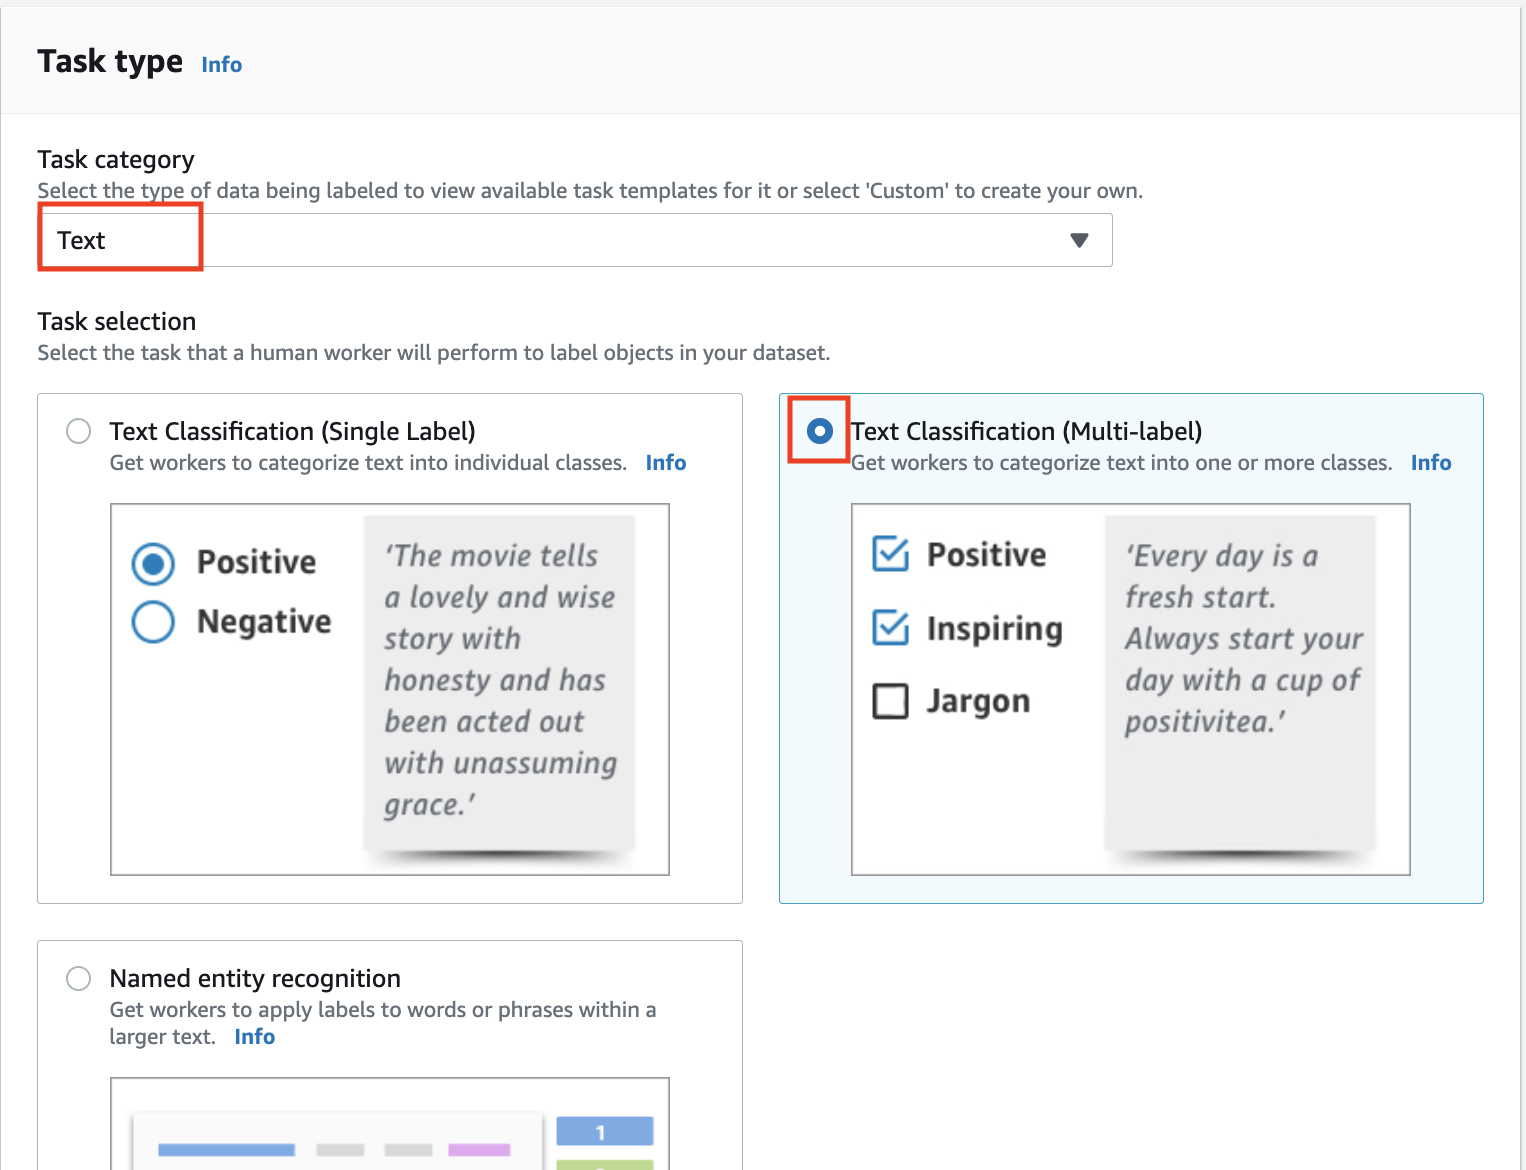 Task type Info
Task category
Select the type of data being labeled to view available task templates for it or select 'Custom' to create your own.
Text
Task selection
Select the task that a human worker will perform to label objects in your dataset.
Text Classification (Single Label)
Get workers to categorize text into individual classes. Info
Positive
Negative
‘The movie tells
a lovely and wise
story with
honesty and has
been acted out
with unassuming
grace.’
Text Classification (Multi-label)
Get workers to categorize text into one or more classes. Info
Positive
Inspiring
Jargon
‘Every day is a
fresh start.
Always start your
day with a cup of
positivitea.’
Named entity recognition
Get workers to apply labels to words or phrases within a
larger text. Info
1